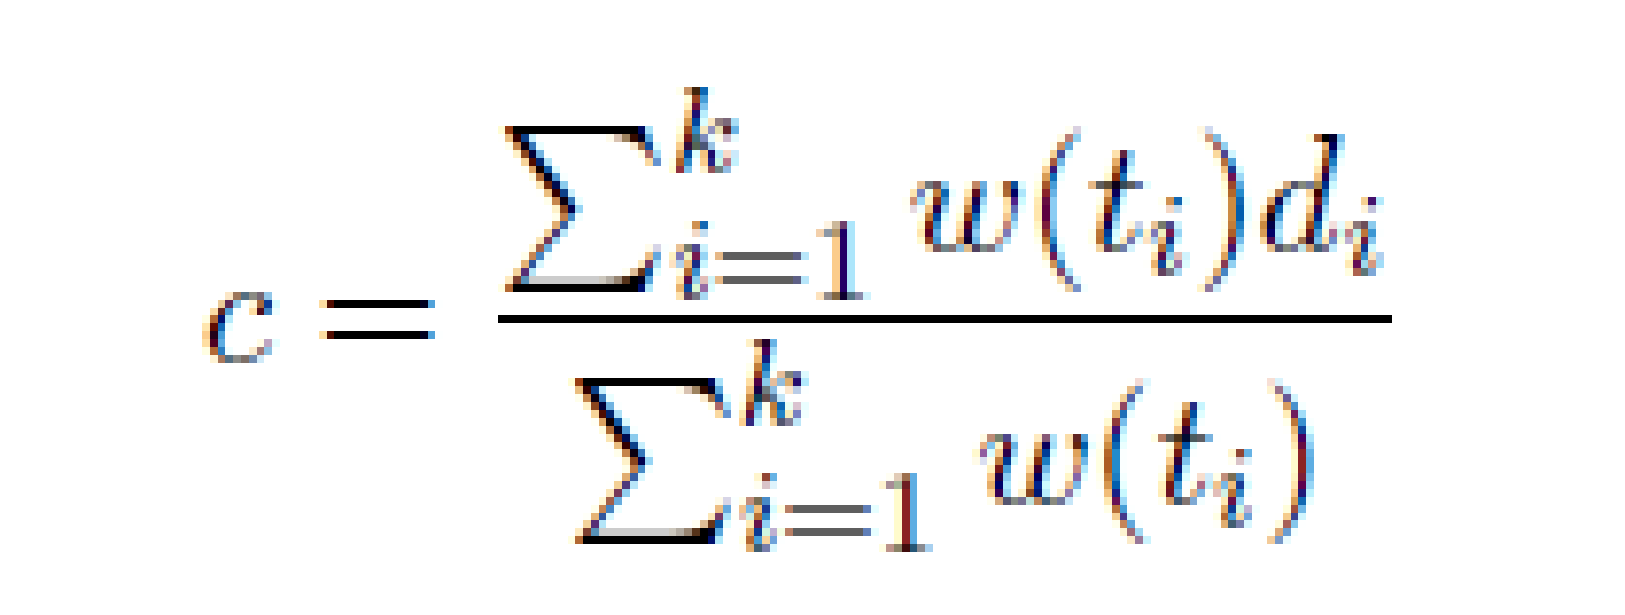 c = \frac{\sum_{i=1}^{k} w(t_i)d_i}{\sum_{i=1}^{k} w(t_i)}